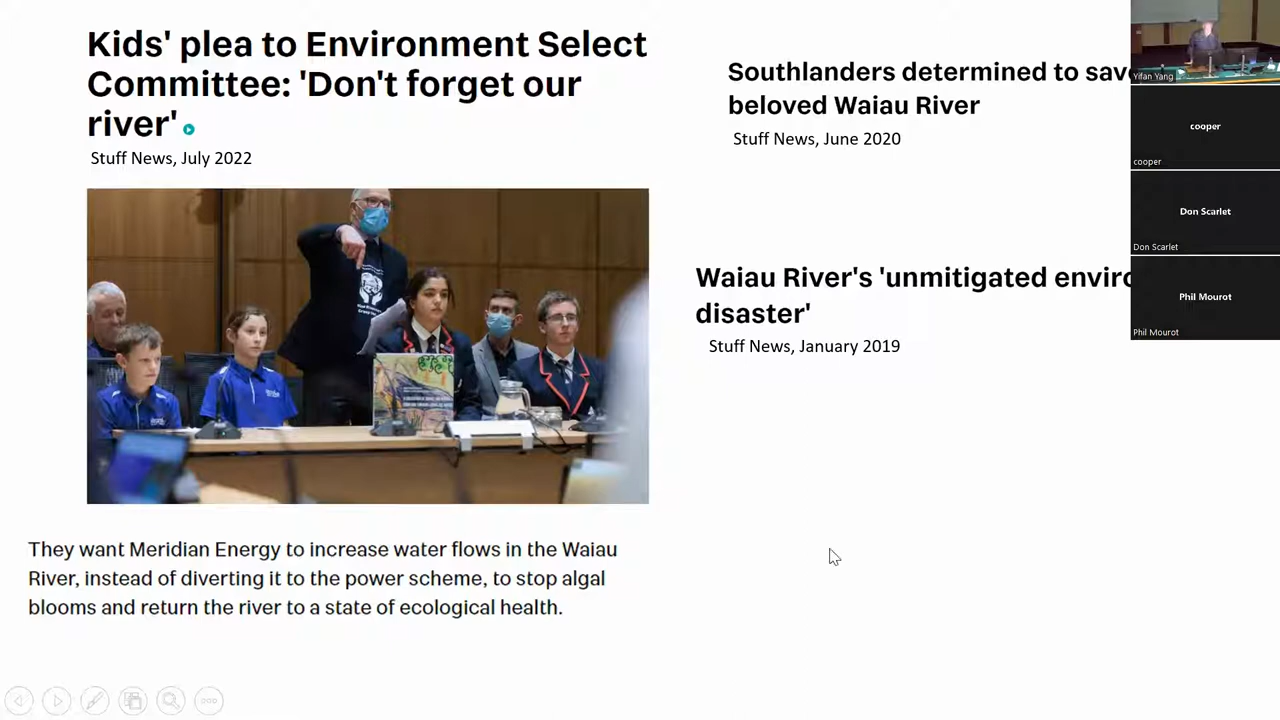 Kids' plea to Environment Select
Committee: 'Don't forget our
river'
Stuff News, July 2022
They want Meridian Energy to increase water flows in the Waiau
River, instead of diverting it to the power scheme, to stop algal
blooms and return the river to a state of ecological health.
Southlanders determined to save
beloved Waiau River
Stuff News, June 2020
Waiau River's 'unmitigated enviro
disaster'
Stuff News, January 2019
Yifan Yang
cooper
cooper
Don Scarlet
Don Scarlet
Phil Mourot
Phil Mourot